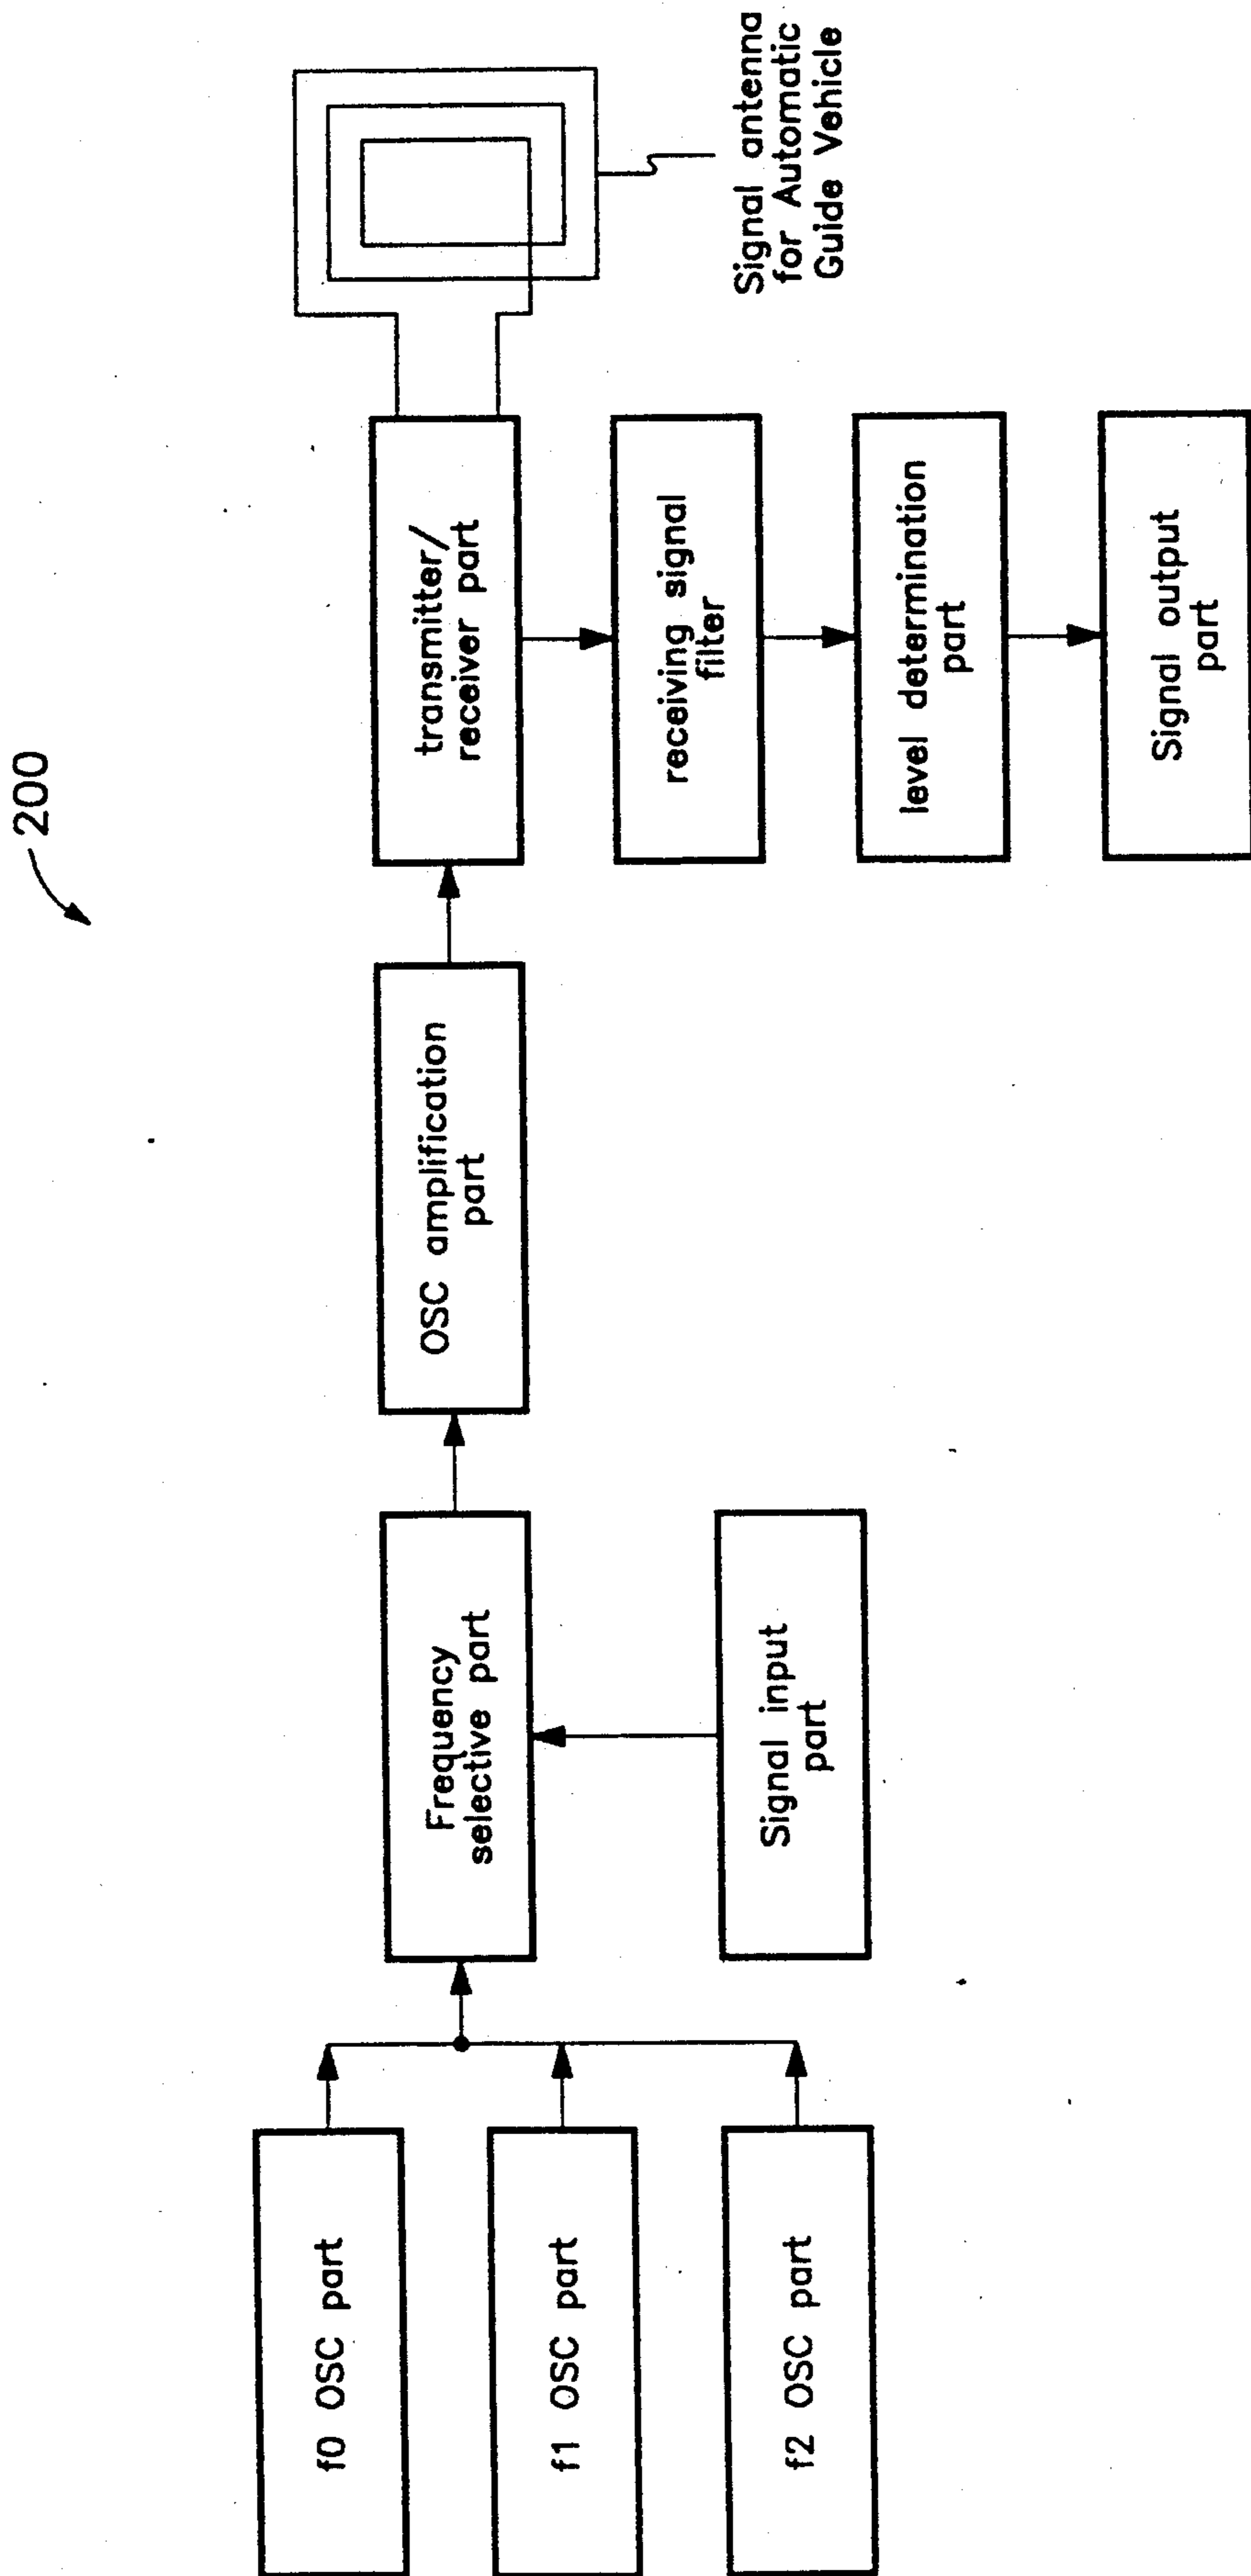 200
f0 OSC part
f1 OSC part
f2 OSC part
Frequency
selective part
Signal input
part
OSC amplification
part
transmitter/
receiver part
receiving signal
filter
level determination
part
Signal output
part
Signal antenna
for Automatic
Guide Vehicle